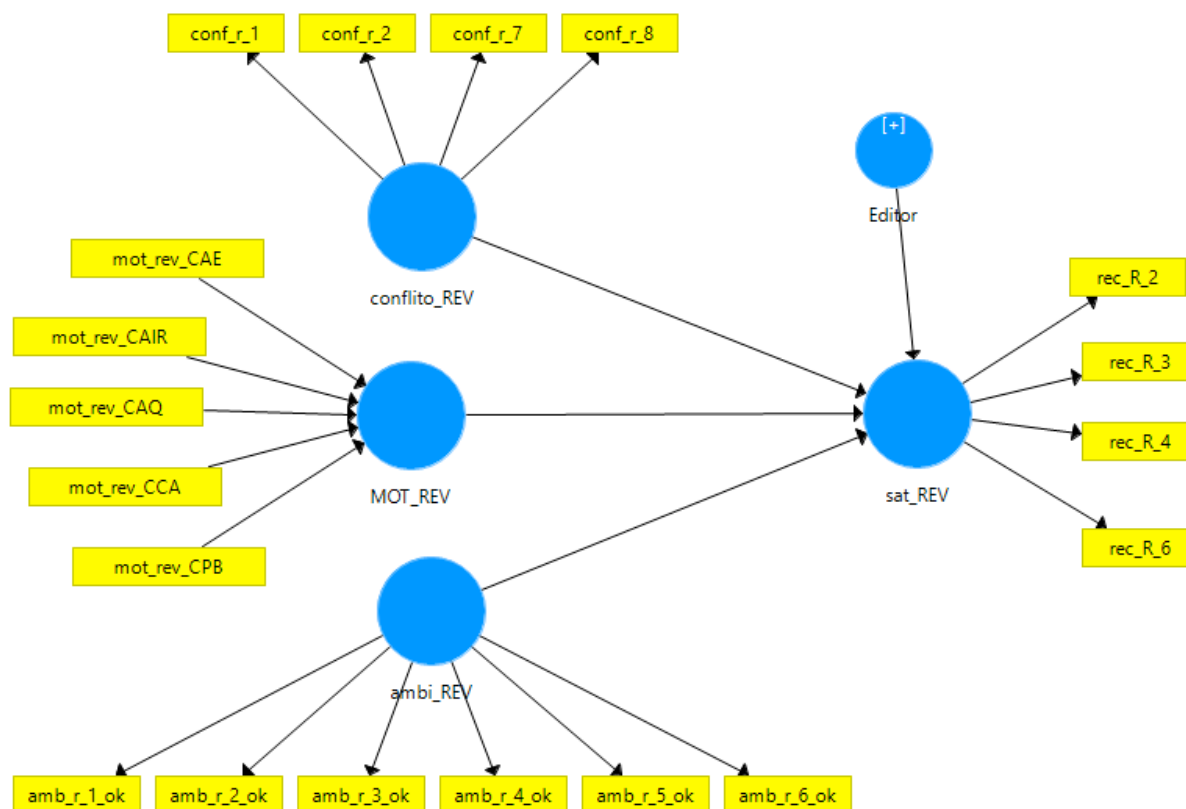 conf_r_1
conf_r_2
conf_r_7
conf_r_8
[+]
Editor
mot_rev_CAE
conflito_REV
rec_R_2
mot_rev_CAIR
rec_R_3
mot_rev_CAQ
rec_R_4
mot_rev_CCA
MOT_REV
sat_REV
rec_R_6
mot_rev_CPB
ambi_REV
amb_r_1_ok
amb_r_2_ok
amb_r_3_ok
amb_r_4_ok
amb_r_5_ok
amb_r_6_ok